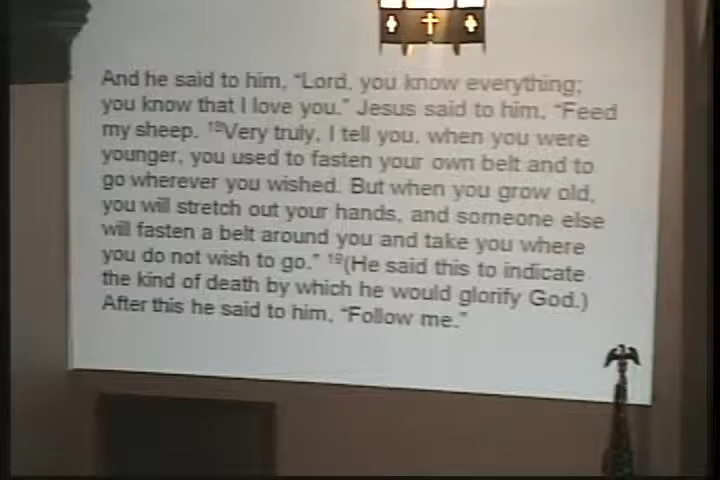 And he said to him, “Lord, you know everything;
you know that I love you.” Jesus said to him, “Feed
my sheep. ¹⁸Very truly, I tell you, when you were
younger, you used to fasten your own belt and to
go wherever you wished. But when you grow old,
you will stretch out your hands, and someone else
will fasten a belt around you and take you where
you do not wish to go.” ¹⁹(He said this to indicate
the kind of death by which he would glorify God.)
After this he said to him, “Follow me.”